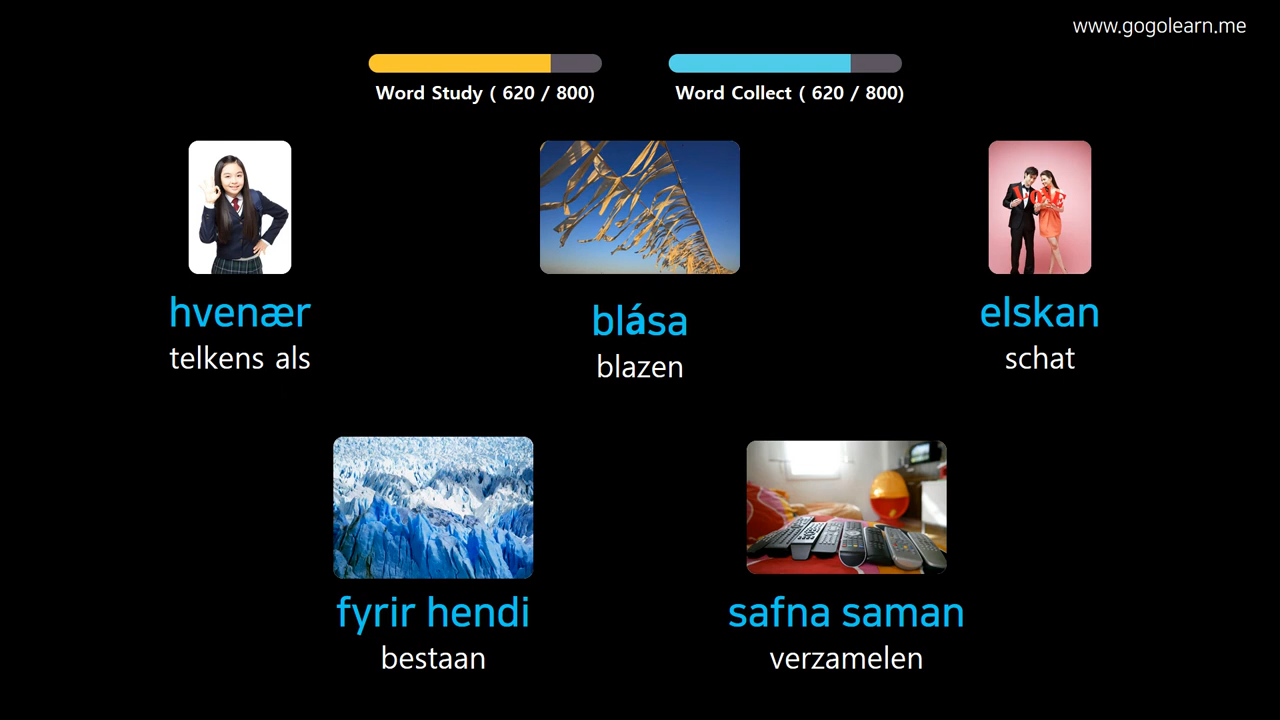 www.gogolearn.me
Word Study ( 620 / 800)
Word Collect ( 620 / 800)
hvenær
telkens als
blása
blazen
elskan
schat
fyrir hendi
bestaan
safna saman
verzamelen